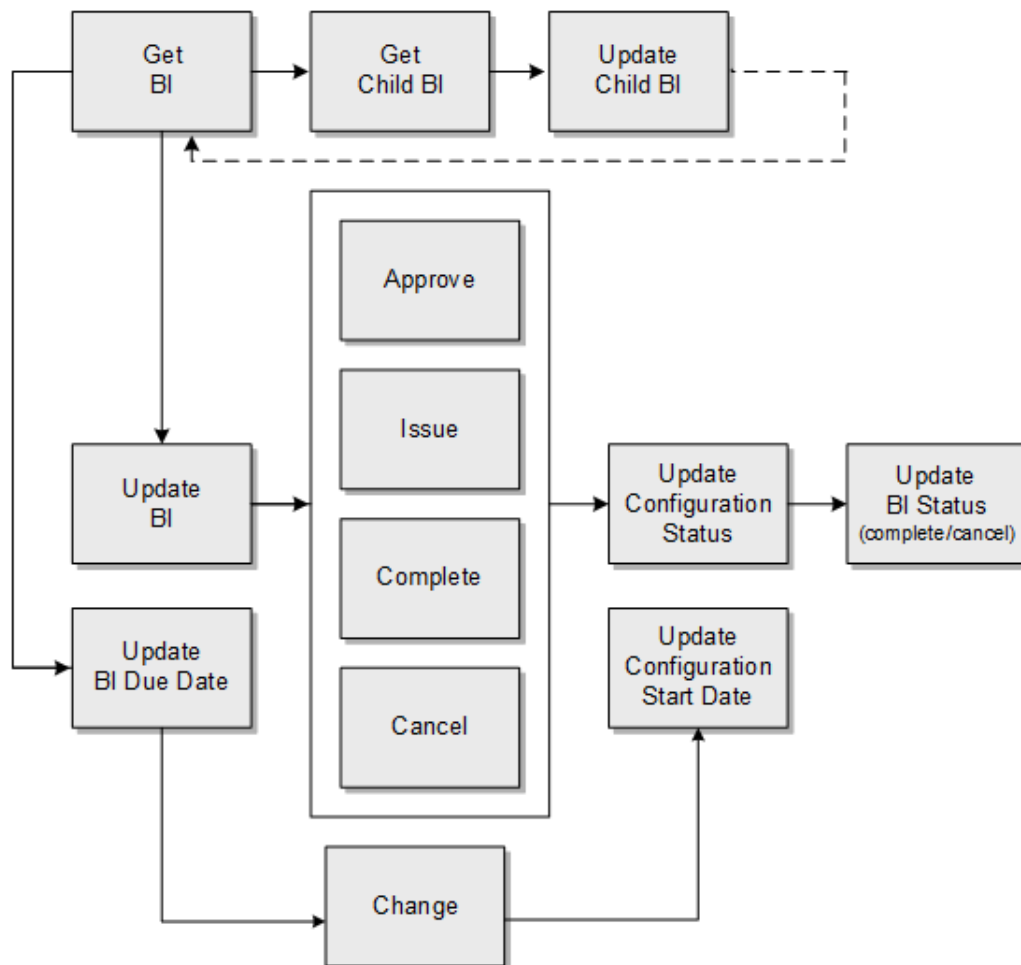 Get
BI
Get
Child BI
Update
Child BI
Approve
Issue
Update
BI
Update
Configuration
Status
Update
BI Status
(complete/cancel)
Complete
Update
BI Due Date
Update
Configuration
Start Date
Cancel
Change